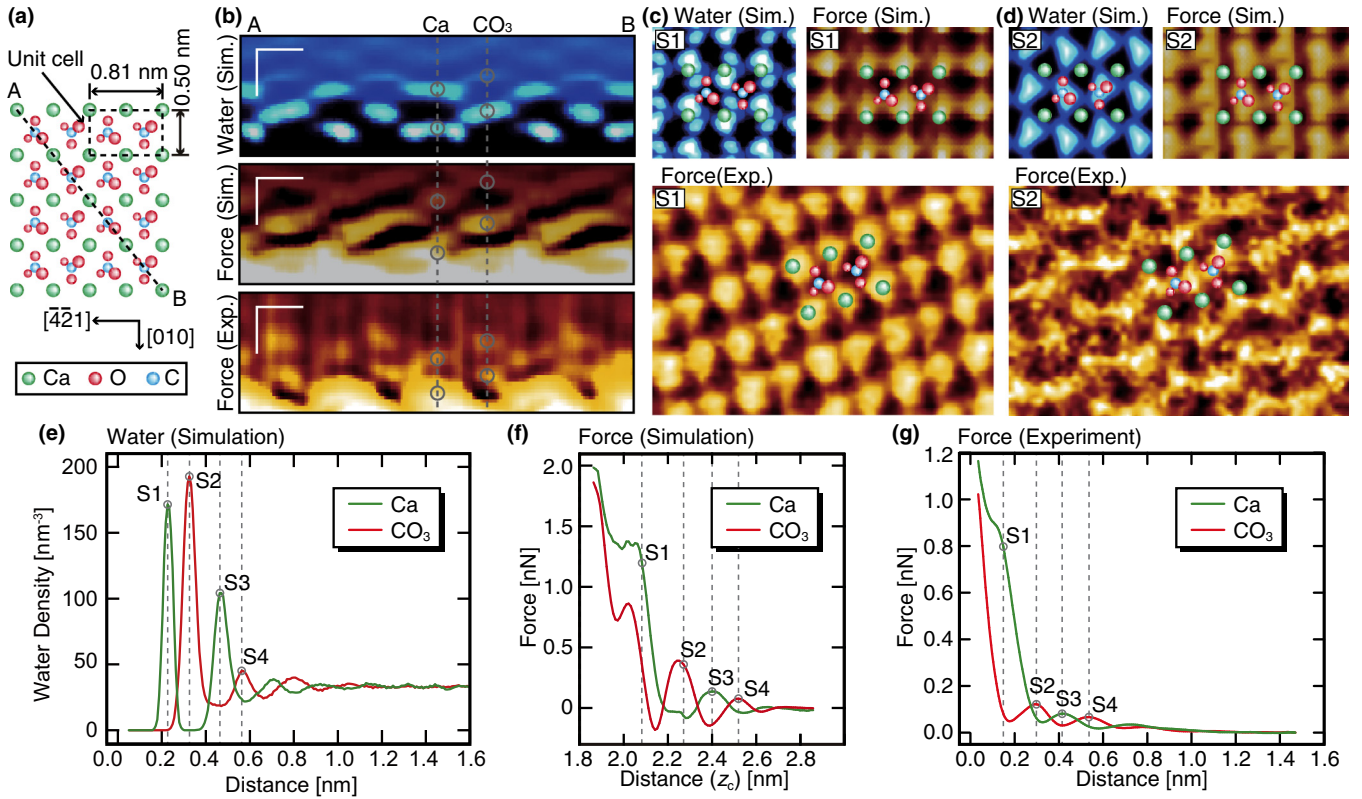 (a)
Unit cell
0.81 nm
0.50 nm
A
B
[4̅2̅1]
[010]
Ca O C
(b)
A Ca CO₃ B
Water (Sim.)
Force (Sim.)
Force (Exp.)
(c) Water (Sim.) Force (Sim.)
S1 S1
Force(Exp.)
S1
(d) Water (Sim.) Force (Sim.)
S2 S2
Force(Exp.)
S2
(e) Water (Simulation)
Water Density [nm⁻³]
200
150
100
50
0
S1 S2 S3 S4
Ca
CO₃
0.0 0.2 0.4 0.6 0.8 1.0 1.2 1.4 1.6
Distance [nm]
(f) Force (Simulation)
Force [nN]
2.0
1.5
1.0
0.5
0
S1 S2 S3 S4
Ca
CO₃
1.8 2.0 2.2 2.4 2.6 2.8
Distance (z꜀) [nm]
(g) Force (Experiment)
Force [nN]
1.2
1.0
0.8
0.6
0.4
0.2
0.0
S1 S2 S3 S4
Ca
CO₃
0.0 0.2 0.4 0.6 0.8 1.0 1.2 1.4 1.6
Distance [nm]